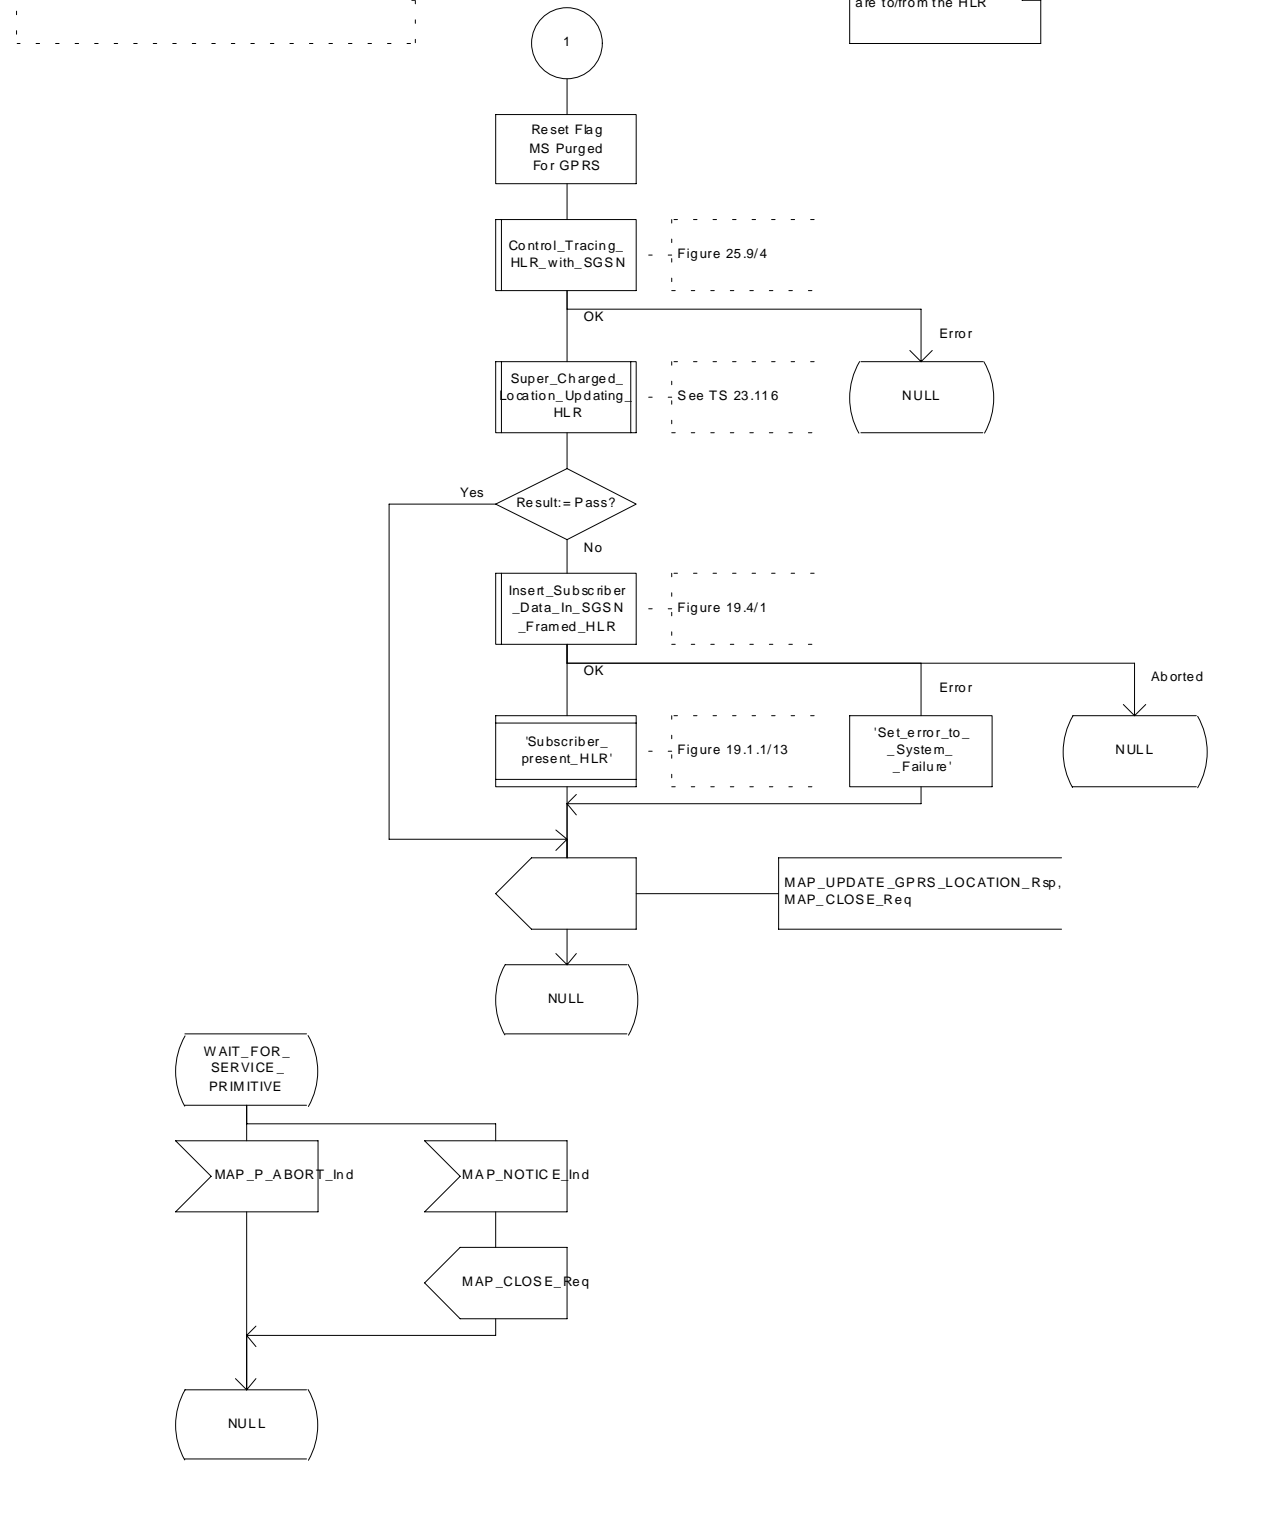 are to/from the HLR
1
Reset Flag
MS Purged
For GPRS
Control_Tracing_
HLR_with_SGSN
Figure 25.9/4
OK
Error
Super_Charged_
Location_Updating_
HLR
See TS 23.116
NULL
Yes
Result:=Pass?
No
Insert_Subscriber
_Data_In_SGSN
_Framed_HLR
Figure 19.4/1
OK
Error
Aborted
'Subscriber_
present_HLR'
Figure 19.1.1/13
'Set_error_to_
_System_
_Failure'
NULL
MAP_UPDATE_GPRS_LOCATION_Rsp,
MAP_CLOSE_Req
NULL
WAIT_FOR_
SERVICE_
PRIMITIVE
MAP_P_ABORT_Ind
MAP_NOTICE_Ind
MAP_CLOSE_Req
NULL